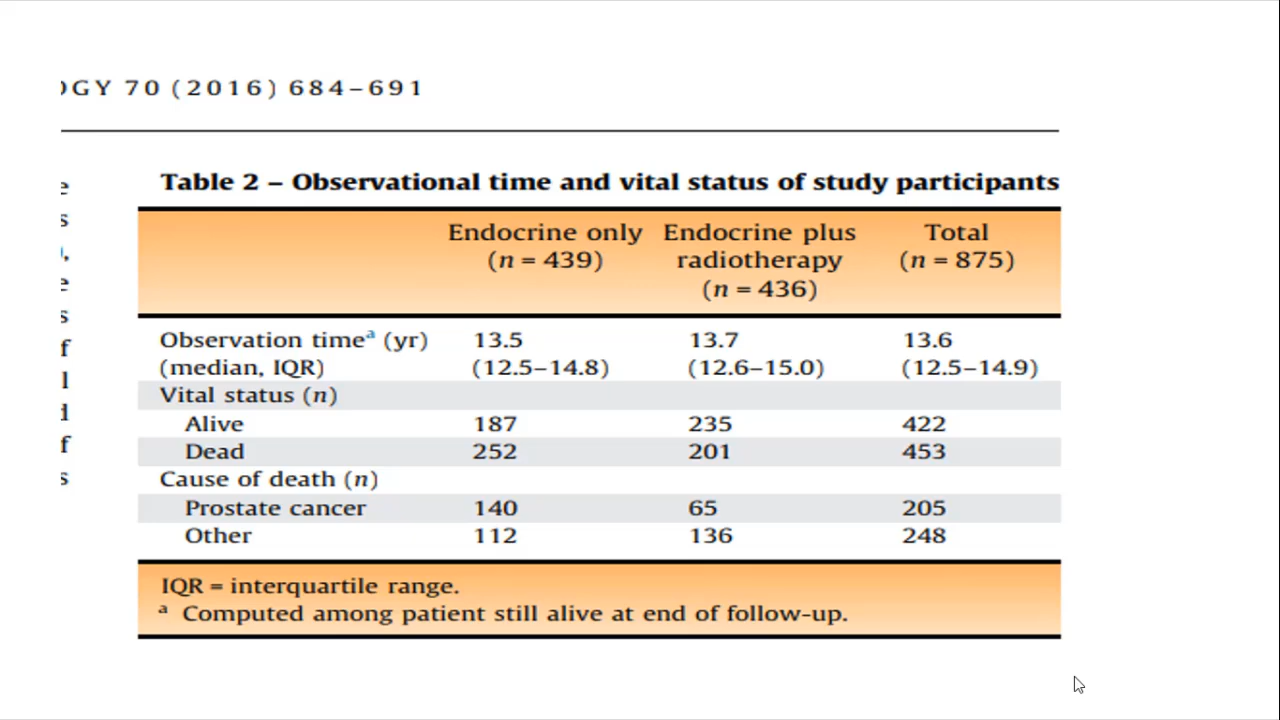 OGY 70 (2016) 684–691
e
s
),
e
s
f
l
d
f
s
Table 2 – Observational time and vital status of study participants
Endocrine only Endocrine plus Total
(n = 439) radiotherapy (n = 875)
(n = 436)
Observation timeᵃ (yr) 13.5 13.7 13.6
(median, IQR) (12.5–14.8) (12.6–15.0) (12.5–14.9)
Vital status (n)
Alive 187 235 422
Dead 252 201 453
Cause of death (n)
Prostate cancer 140 65 205
Other 112 136 248
IQR = interquartile range.
ᵃ Computed among patient still alive at end of follow-up.